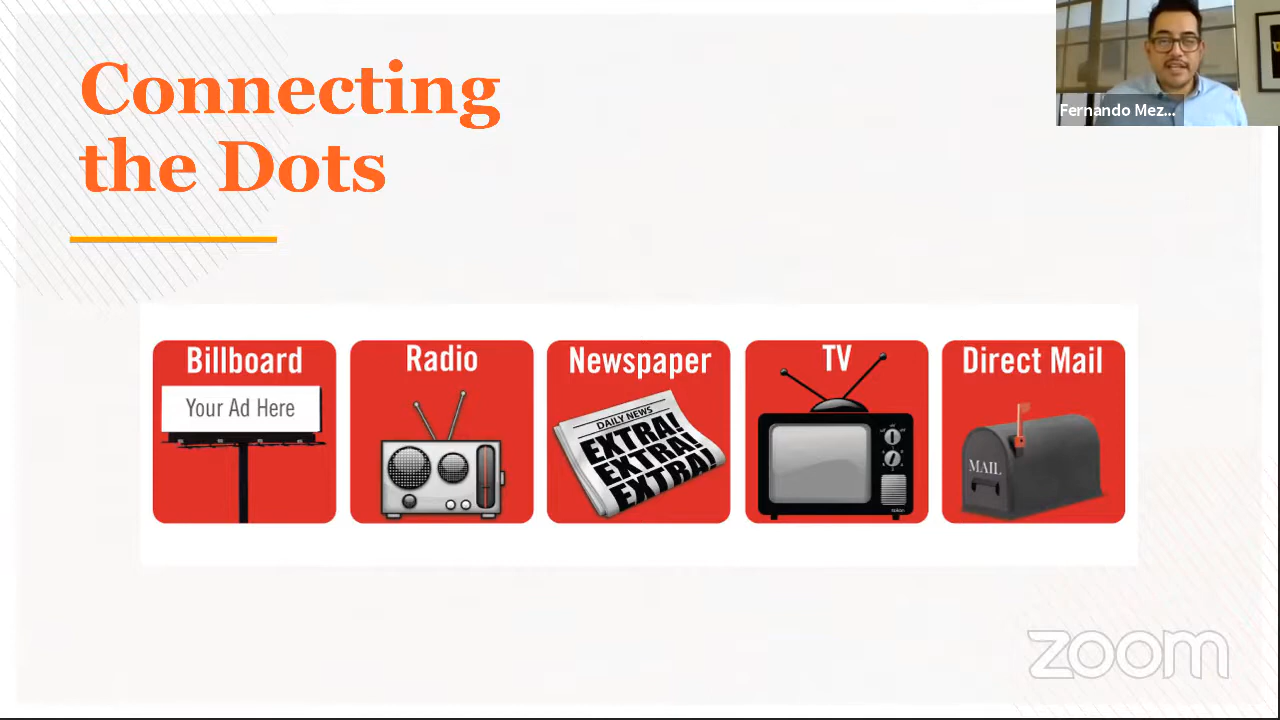 Connecting
the Dots
Fernando Mez...
Billboard
Your Ad Here
Radio
Newspaper
DAILY NEWS
EXTRA!
EXTRA!
EXTRA!
TV
Direct Mail
MAIL
zoom